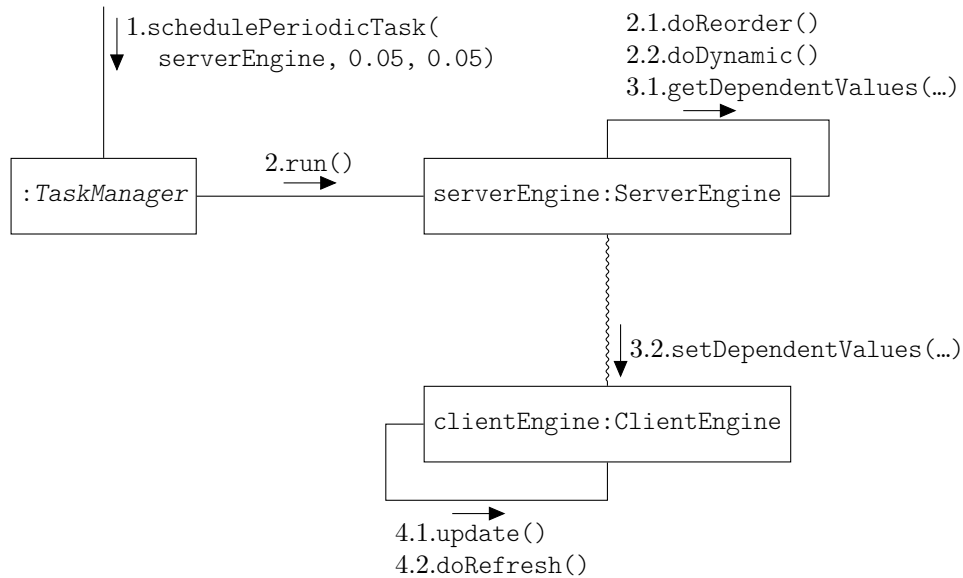 1.schedulePeriodicTask(
serverEngine, 0.05, 0.05)
2.1.doReorder()
2.2.doDynamic()
3.1.getDependentValues(…)
:TaskManager
2.run()
serverEngine:ServerEngine
3.2.setDependentValues(…)
clientEngine:ClientEngine
4.1.update()
4.2.doRefresh()